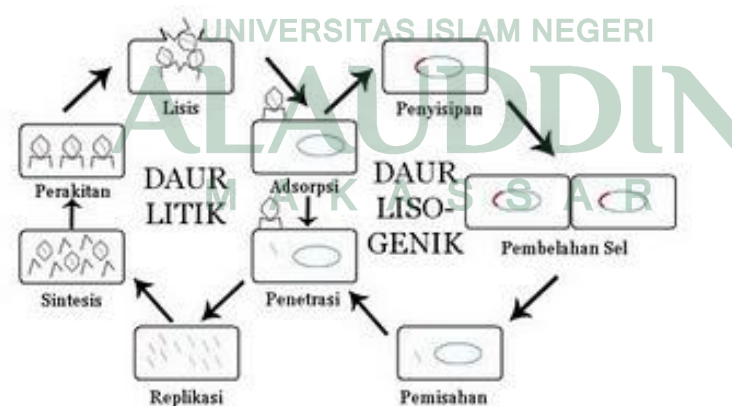 UNIVERSITAS ISLAM NEGERI
ALAUDDIN
M A K A S S A R
Lisis
Penyisipan
Perakitan
DAUR
LITIK
Adsorpsi
DAUR
LISO-
GENIK
Pembelahan Sel
Sintesis
Penetrasi
Replikasi
Pemisahan